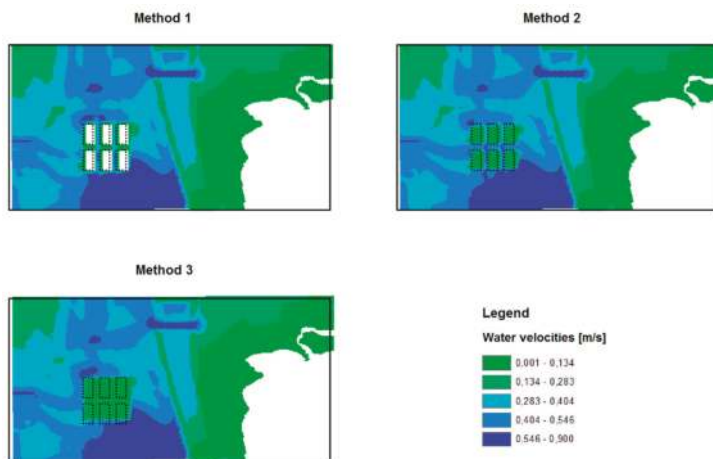 Method 1
Method 2
Method 3
Legend
Water velocities [m/s]
0,001 - 0,134
0,134 - 0,283
0,283 - 0,404
0,404 - 0,546
0,546 - 0,900